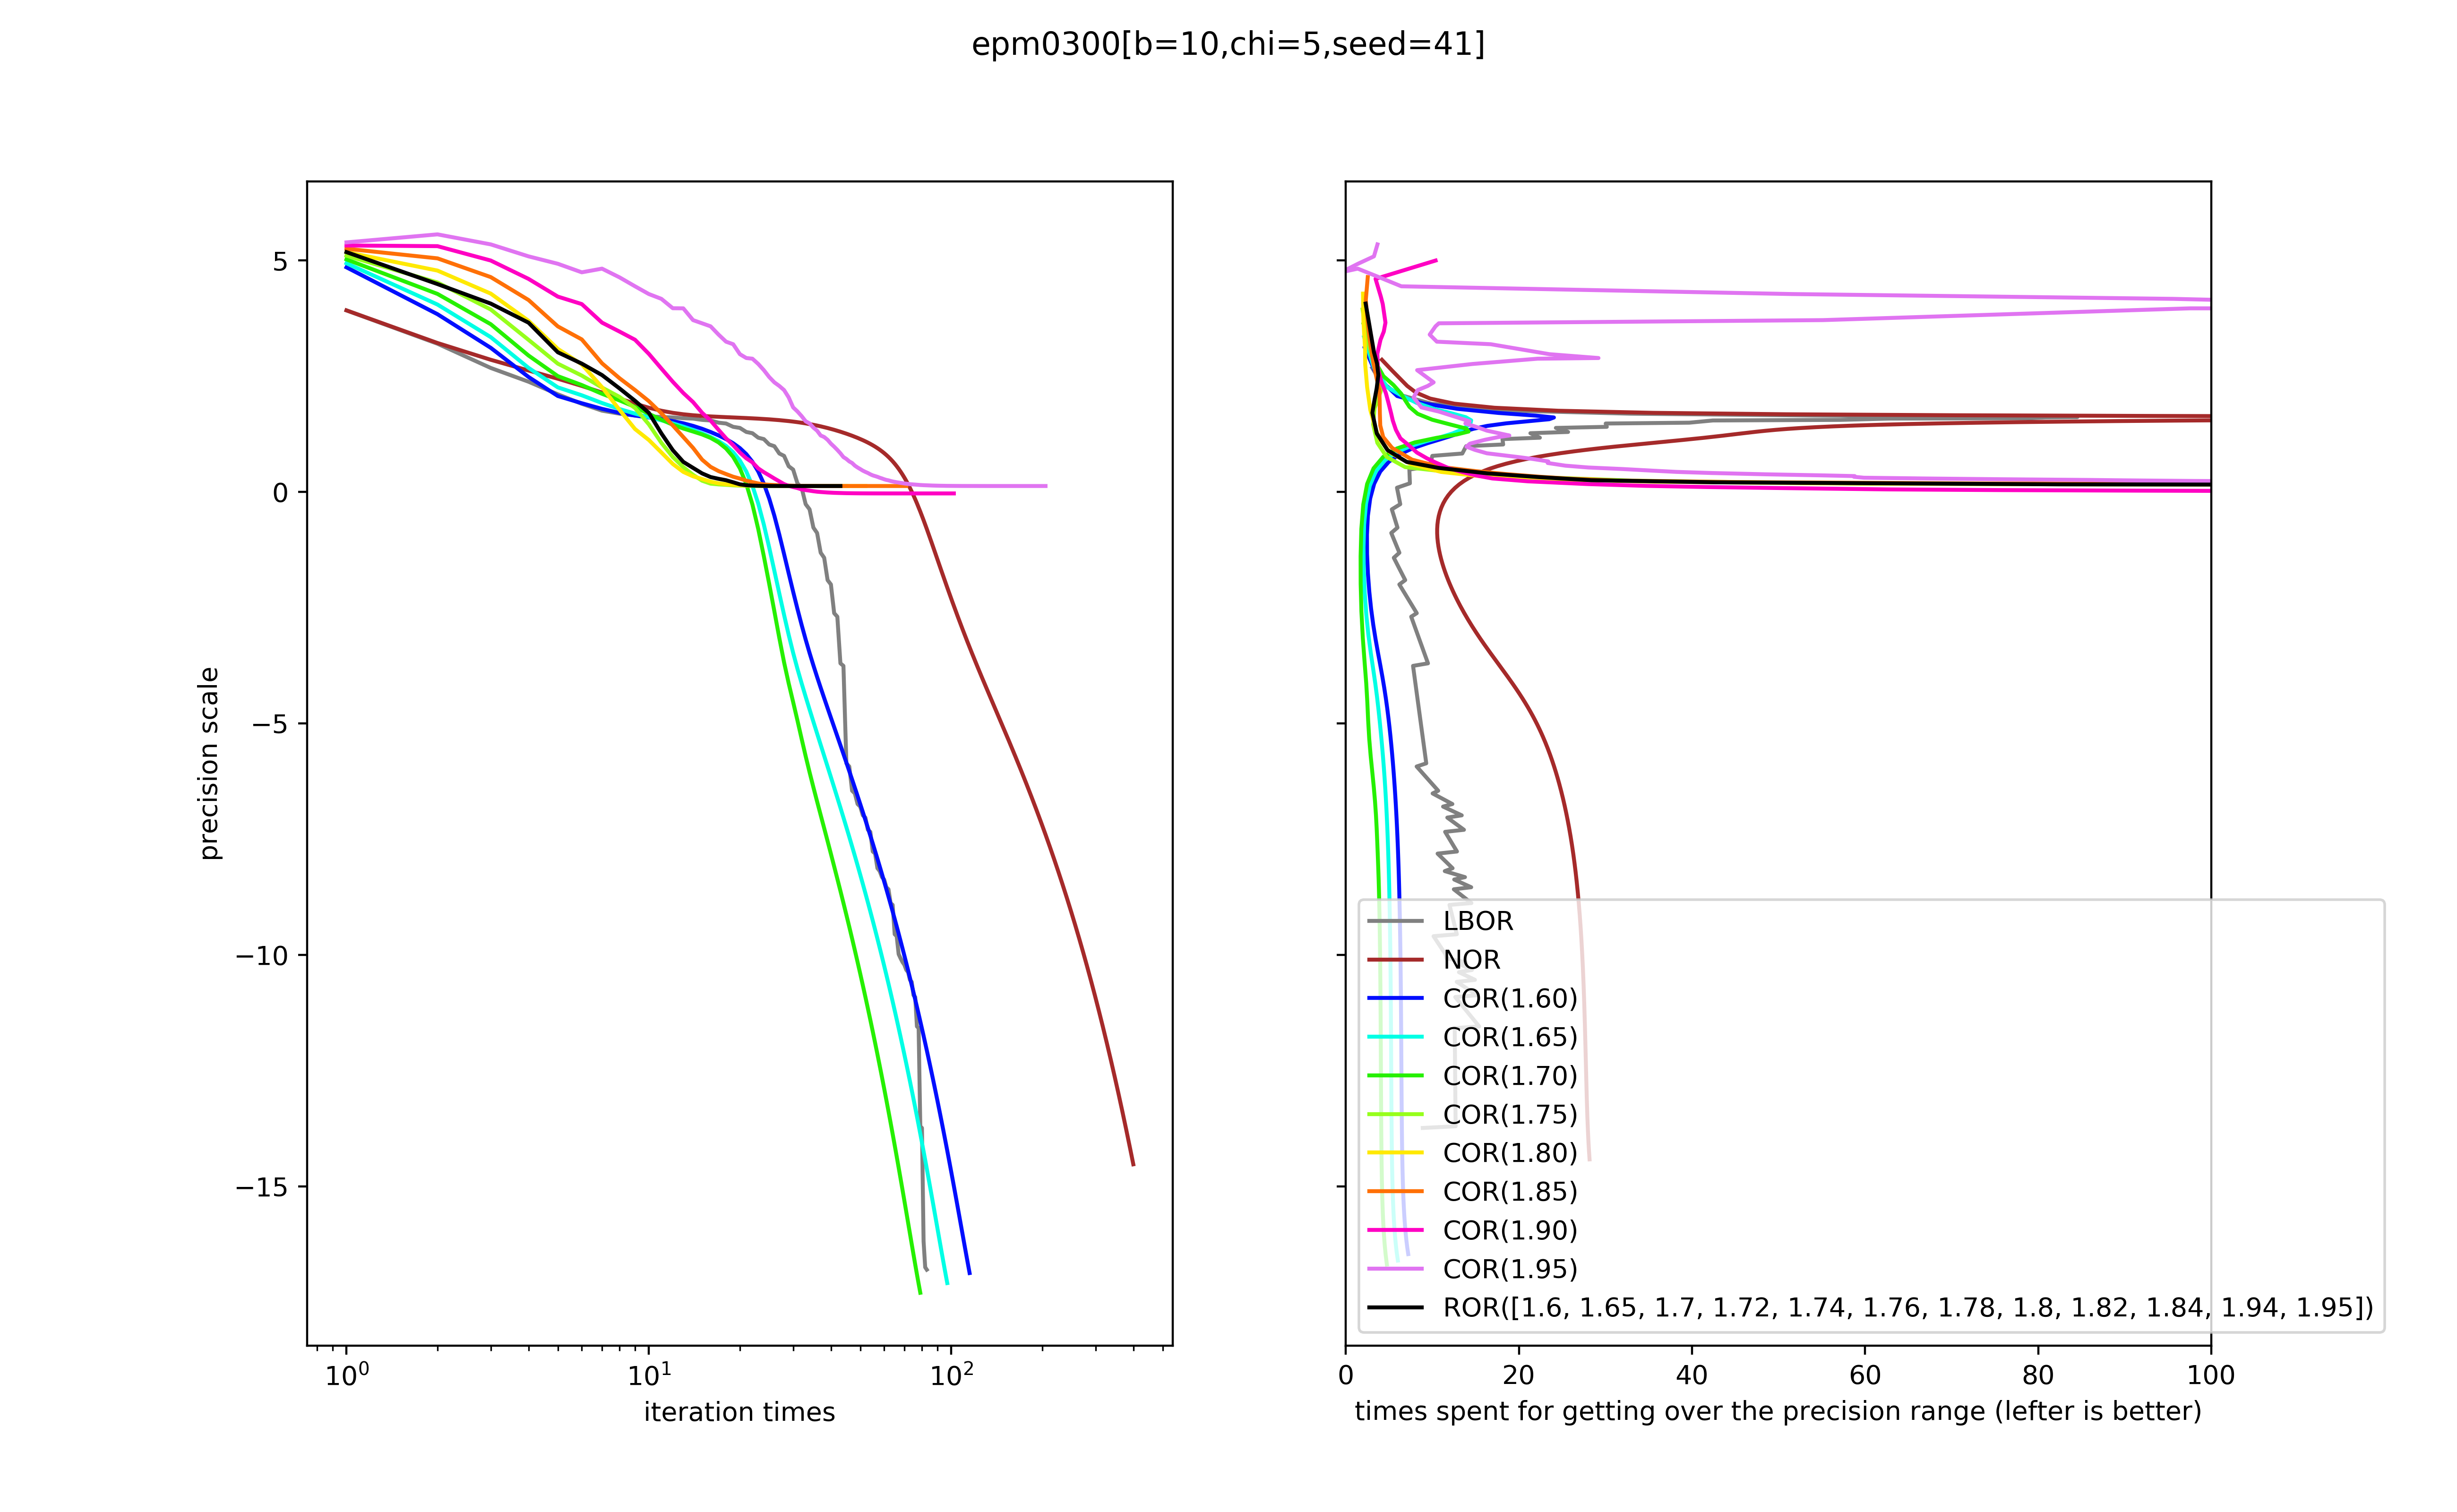 epm0300[b=10,chi=5,seed=41]
precision scale
5
0
−5
−10
−15
10⁰ 10¹ 10²
iteration times
LBOR
NOR
COR(1.60)
COR(1.65)
COR(1.70)
COR(1.75)
COR(1.80)
COR(1.85)
COR(1.90)
COR(1.95)
ROR([1.6, 1.65, 1.7, 1.72, 1.74, 1.76, 1.78, 1.8, 1.82, 1.84, 1.94, 1.95])
0 20 40 60 80 100
times spent for getting over the precision range (lefter is better)